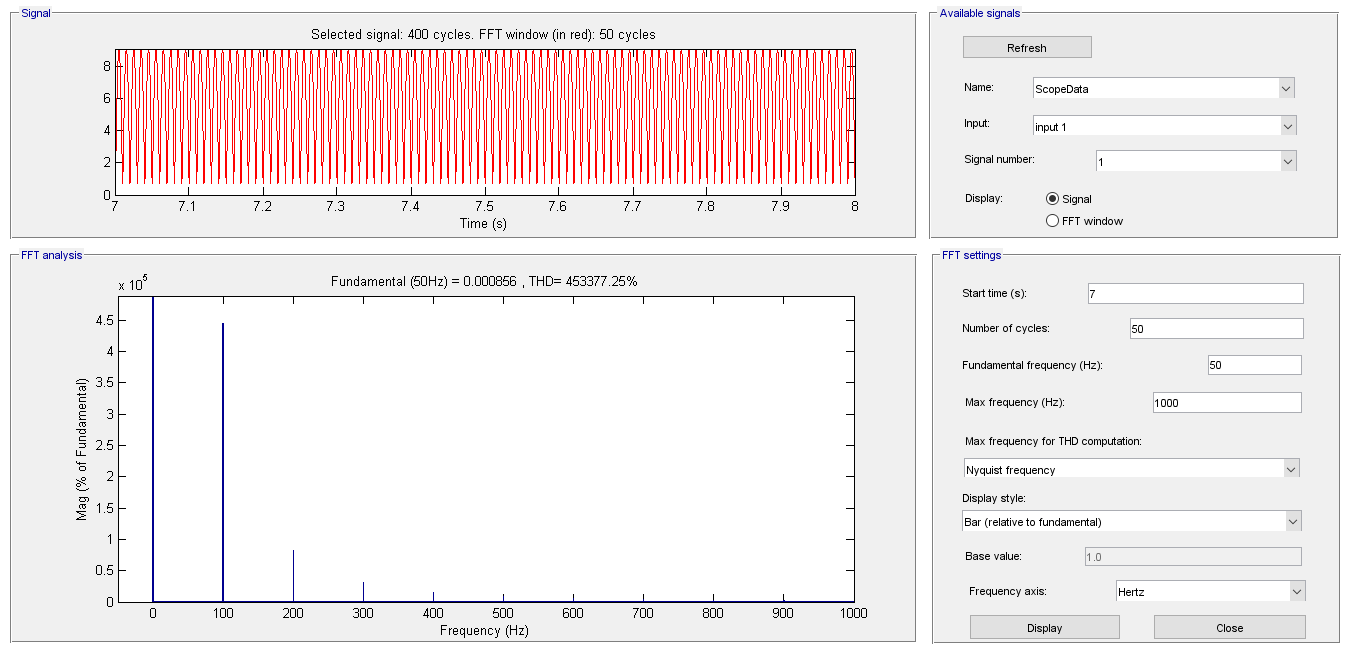 Signal
Selected signal: 400 cycles. FFT window (in red): 50 cycles
8
6
4
2
0
7 7.1 7.2 7.3 7.4 7.5 7.6 7.7 7.8 7.9 8
Time (s)
Available signals
Refresh
Name: ScopeData
Input: input 1
Signal number: 1
Display: Signal
FFT window
FFT analysis
x 10^5
Fundamental (50Hz) = 0.000856 , THD= 453377.25%
4.5
4
3.5
3
2.5
2
1.5
1
0.5
0
Mag (% of Fundamental)
0 100 200 300 400 500 600 700 800 900 1000
Frequency (Hz)
FFT settings
Start time (s): 7
Number of cycles: 50
Fundamental frequency (Hz): 50
Max frequency (Hz): 1000
Max frequency for THD computation:
Nyquist frequency
Display style:
Bar (relative to fundamental)
Base value: 1.0
Frequency axis: Hertz
Display Close